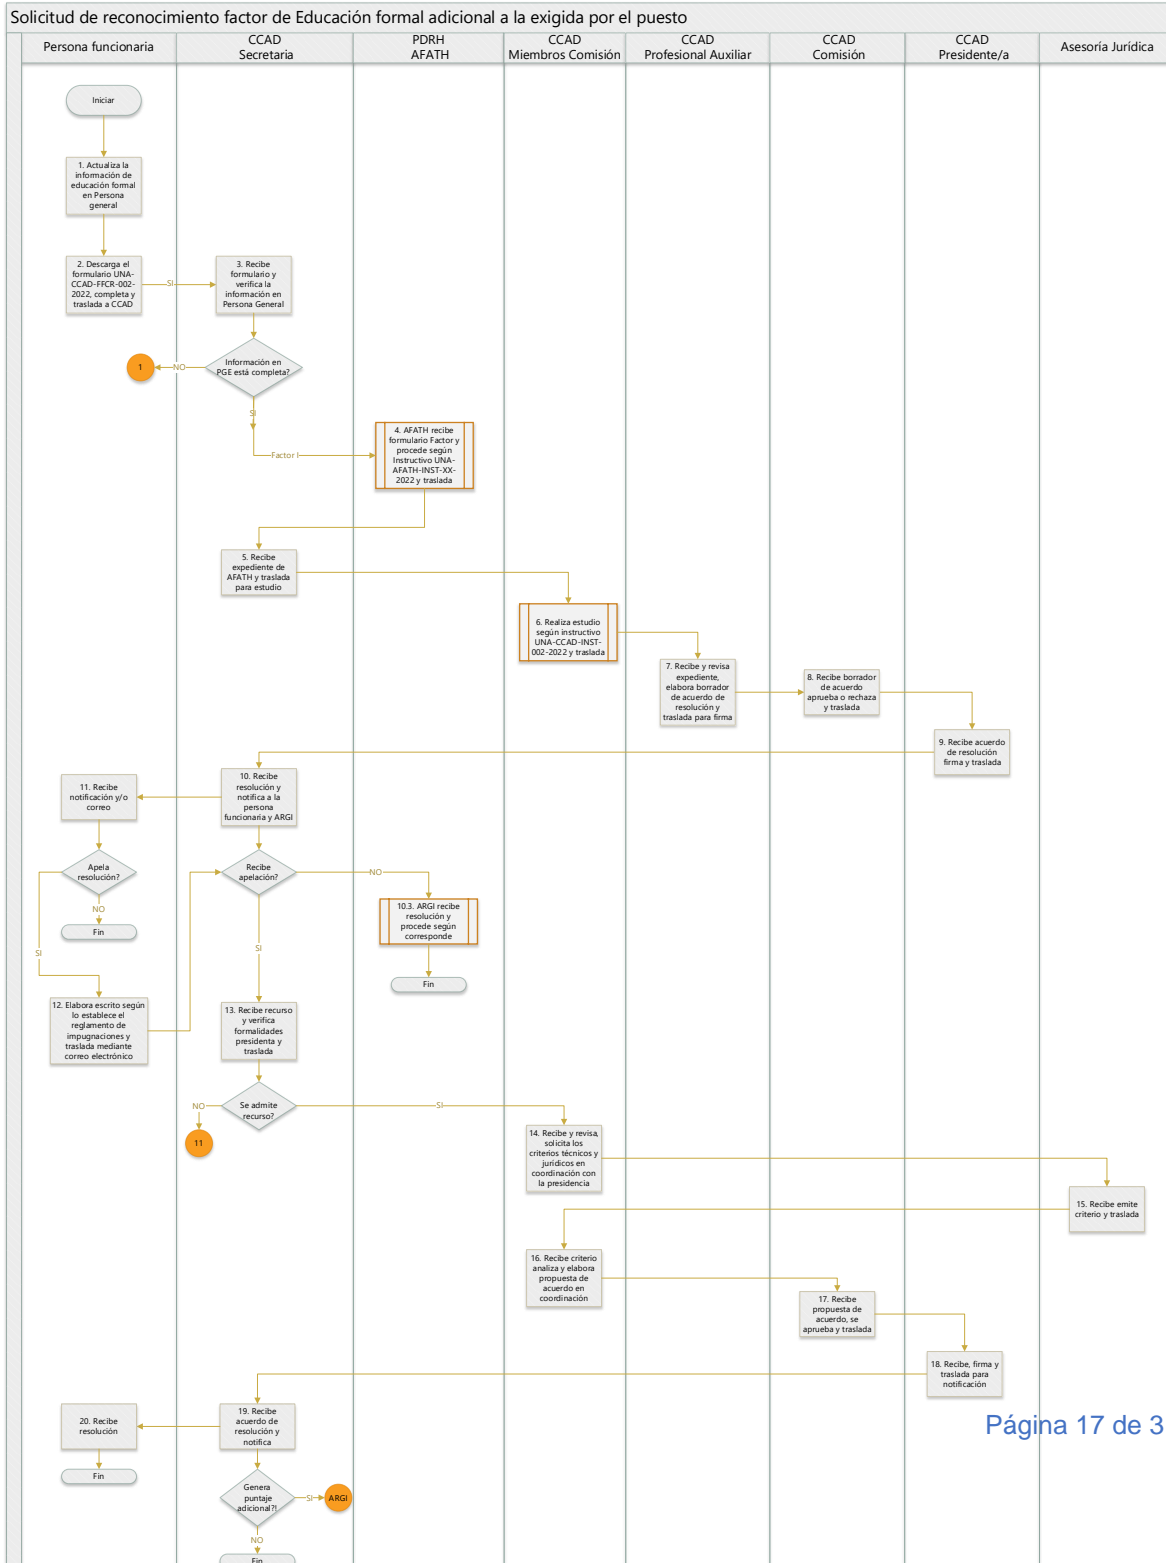 Solicitud de reconocimiento factor de Educación formal adicional a la exigida por el puesto
Persona funcionaria
CCAD
Secretaria
PDRH
AFATH
CCAD
Miembros Comisión
CCAD
Profesional Auxiliar
CCAD
Comisión
CCAD
Presidente/a
Asesoría Jurídica
Iniciar
1. Actualiza la
información de
educación formal
en Persona
general
2. Descarga el
formulario UNA-
CCAD-FFCR-002-
2022, completa y
traslada a CCAD
SI
3. Recibe
formulario y
verifica la
información en
Persona General
Información en
PGE está completa?
NO
1
SI
Factor I
4. AFATH recibe
formulario Factor y
procede según
Instructivo UNA-
AFATH-INST-XX-
2022 y traslada
5. Recibe
expediente de
AFATH y traslada
para estudio
6. Realiza estudio
según instructivo
UNA-CCAD-INST-
002-2022 y traslada
7. Recibe y revisa
expediente,
elabora borrador
de acuerdo de
resolución y
traslada para firma
8. Recibe borrador
de acuerdo
aprueba o rechaza
y traslada
9. Recibe acuerdo
de resolución
firma y traslada
10. Recibe
resolución y
notifica a la
persona
funcionaria y ARGI
11. Recibe
notificación y/o
correo
Apela
resolución?
NO
Fin
SI
Recibe
apelación?
NO
10.3. ARGI recibe
resolución y
procede según
corresponde
Fin
SI
12. Elabora escrito según
lo establece el
reglamento de
impugnaciones y
traslada mediante
correo electrónico
13. Recibe recurso
y verifica
formalidades
presidenta y
traslada
Se admite
recurso?
NO
11
SI
14. Recibe y revisa,
solicita los
criterios técnicos y
jurídicos en
coordinación con
la presidencia
15. Recibe emite
criterio y traslada
16. Recibe criterio
analiza y elabora
propuesta de
acuerdo en
coordinación
17. Recibe
propuesta de
acuerdo, se
aprueba y traslada
18. Recibe, firma y
traslada para
notificación
19. Recibe
acuerdo de
resolución y
notifica
20. Recibe
resolución
Fin
Genera
puntaje
adicional?!
SI
ARGI
NO
Fin
Página 17 de 3